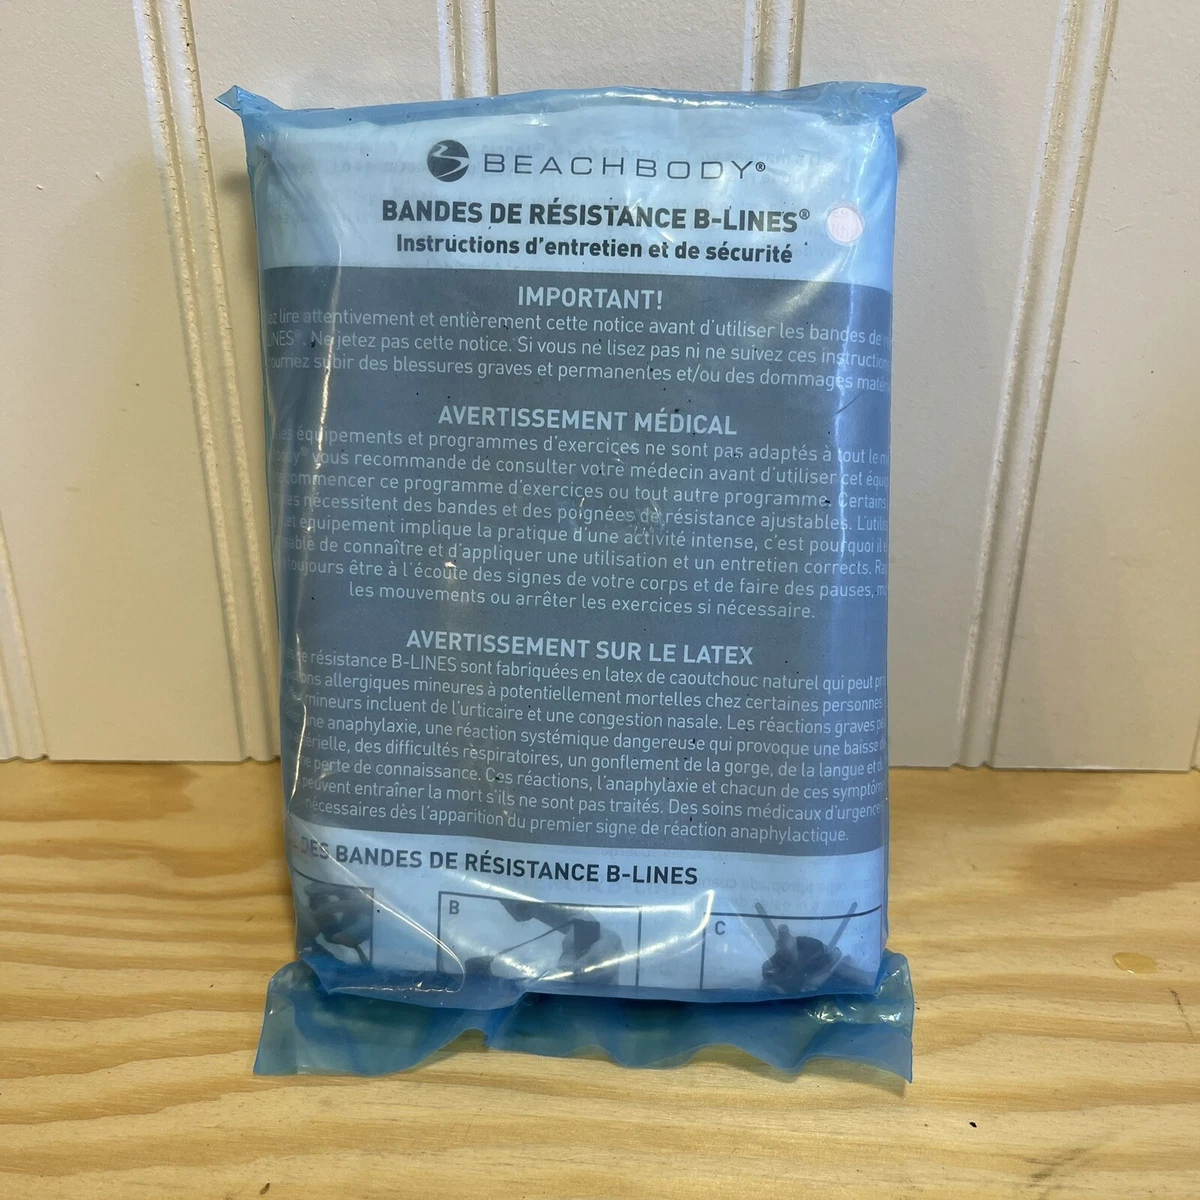 BEACHBODY®
BANDES DE RÉSISTANCE B-LINES®
Instructions d'entretien et de sécurité
IMPORTANT!
lire attentivement et entièrement cette notice avant d'utiliser les bandes de
LINES®. Ne jetez pas cette notice. Si vous ne lisez pas ni ne suivez ces instruction
pourriez subir des blessures graves et permanentes et/ou des dommages
AVERTISSEMENT MÉDICAL
les équipements et programmes d'exercices ne sont pas adaptés à tout le
vous recommande de consulter votre médecin avant d'utiliser cet
commencer ce programme d'exercices ou tout autre programme. Certains
nécessitent des bandes et des poignées de résistance ajustables.
et équipement implique la pratique d'une activité intense, c'est pourquoi il
de connaître et d'appliquer une utilisation et un entretien corrects.
toujours être à l'écoute des signes de votre corps et de faire des pauses,
les mouvements ou arrêter les exercices si nécessaire.
AVERTISSEMENT SUR LE LATEX
résistance B-LINES sont fabriquées en latex de caoutchouc naturel qui peut
allergiques mineures à potentiellement mortelles chez certaines personnes
mineurs incluent de l'urticaire et une congestion nasale. Les réactions graves
une anaphylaxie, une réaction systémique dangereuse qui provoque une baisse
des difficultés respiratoires, un gonflement de la gorge, de la langue et
perte de connaissance. Ces réactions, l'anaphylaxie et chacun de ces
peuvent entraîner la mort s'ils ne sont pas traités. Des soins médicaux d'urgence
nécessaires dès l'apparition du premier signe de réaction anaphylactique.
DES BANDES DE RÉSISTANCE B-LINES
B
C